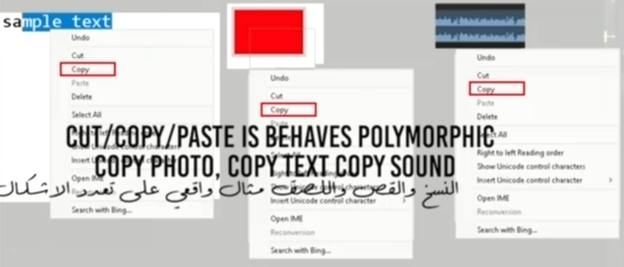 sample text
Undo
Cut
Copy
Paste
Delete
Select All
Insert Unicode
Open IME
Reconversion
Search with Bing...
Undo
Cut
Copy
Insert Unicode control character
Open IME
Reconversion
Search with Bing...
Undo
Cut
Copy
Paste
Delete
Select All
Right to left Reading order
Show Unicode control characters
Insert Unicode control character
Open IME
Reconversion
Search with Bing...
CUT/COPY/PASTE IS BEHAVES POLYMORPHIC
COPY PHOTO, COPY TEXT COPY SOUND
النسخ والقص واللصق مثال واقعي على تعدد الاشكال